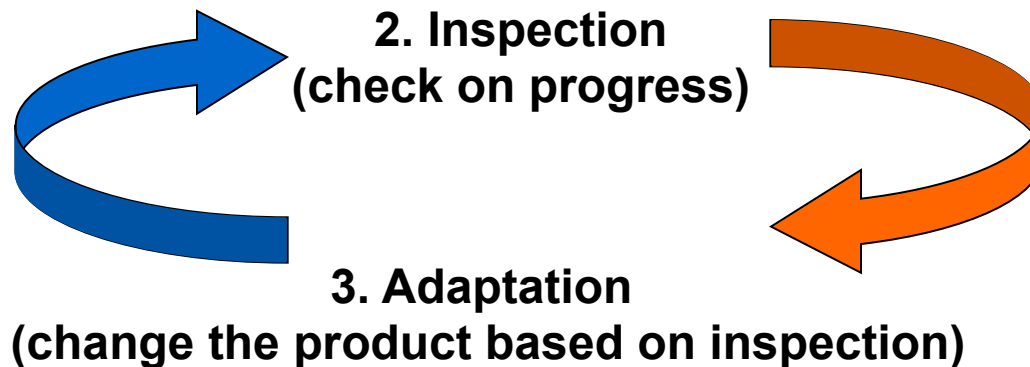 2. Inspection
(check on progress)
3. Adaptation
(change the product based on inspection)